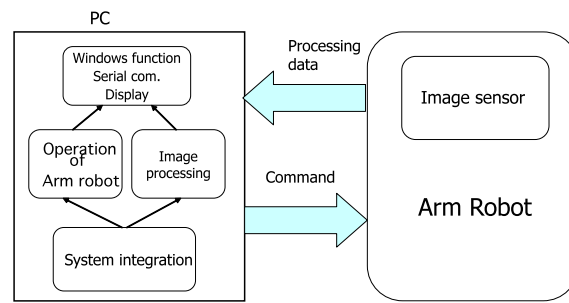 PC
Windows function
Serial com.
Display
Operation
of
Arm robot
Image
processing
System integration
Processing
data
Command
Image sensor
Arm Robot